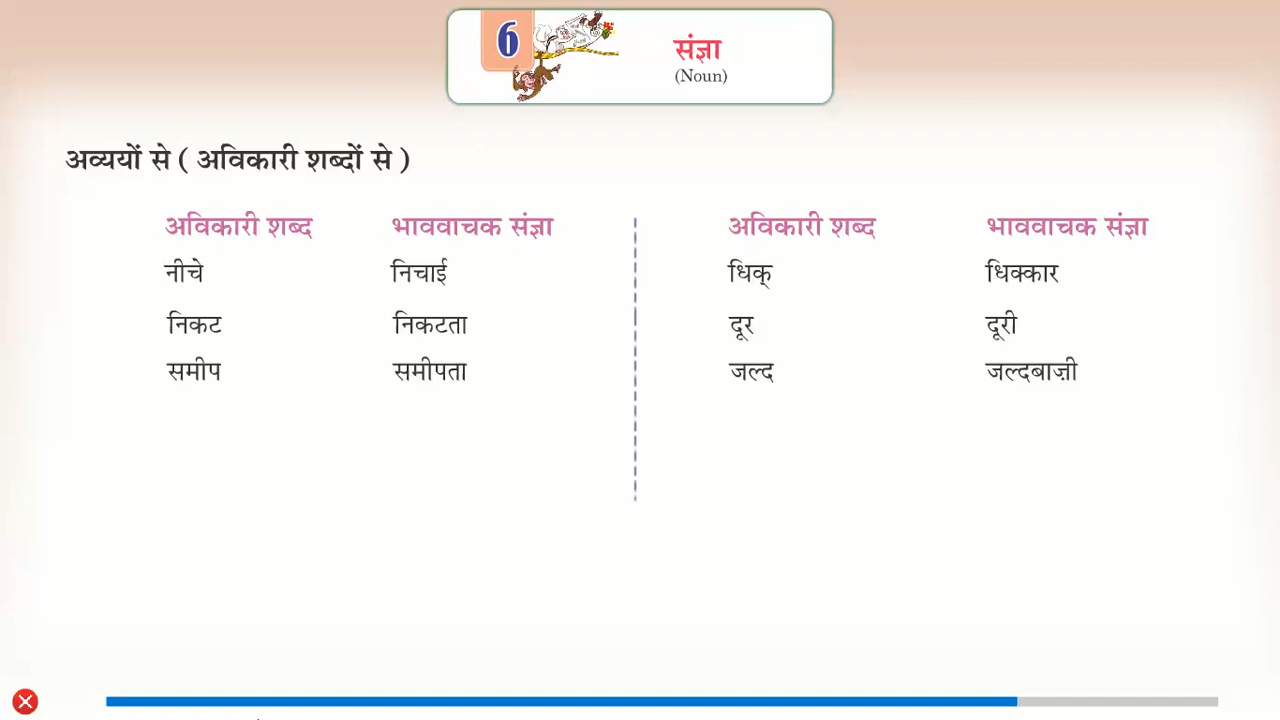 6
संज्ञा
(Noun)
अव्ययों से ( अविकारी शब्दों से )
अविकारी शब्द भाववाचक संज्ञा अविकारी शब्द भाववाचक संज्ञा
नीचे निचाई धिक् धिक्कार
निकट निकटता दूर दूरी
समीप समीपता जल्द जल्दबाज़ी